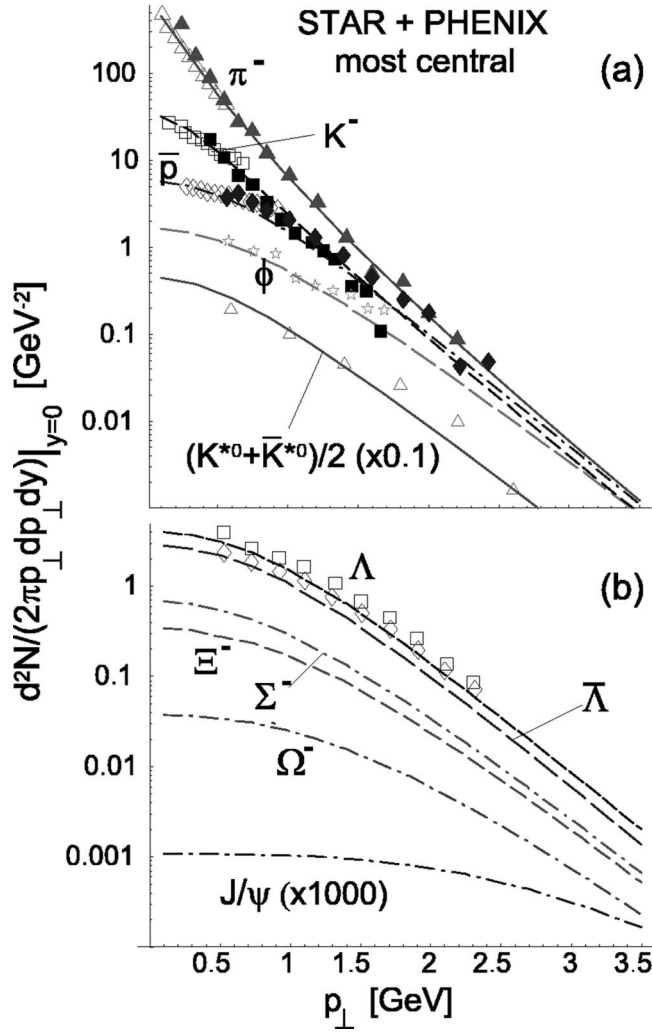 STAR + PHENIX
most central
(a)
100
10
1
0.1
0.01
π⁻
K⁻
p̅
ϕ
(K*⁰+K̅*⁰)/2 (x0.1)
d²N/(2πp⊥ dp⊥ dy)|y=0 [GeV⁻²]
(b)
1
0.1
0.01
0.001
Λ
Λ̅
Ξ⁻
Σ⁻
Ω⁻
J/ψ (x1000)
0.5 1 1.5 2 2.5 3 3.5
p⊥ [GeV]